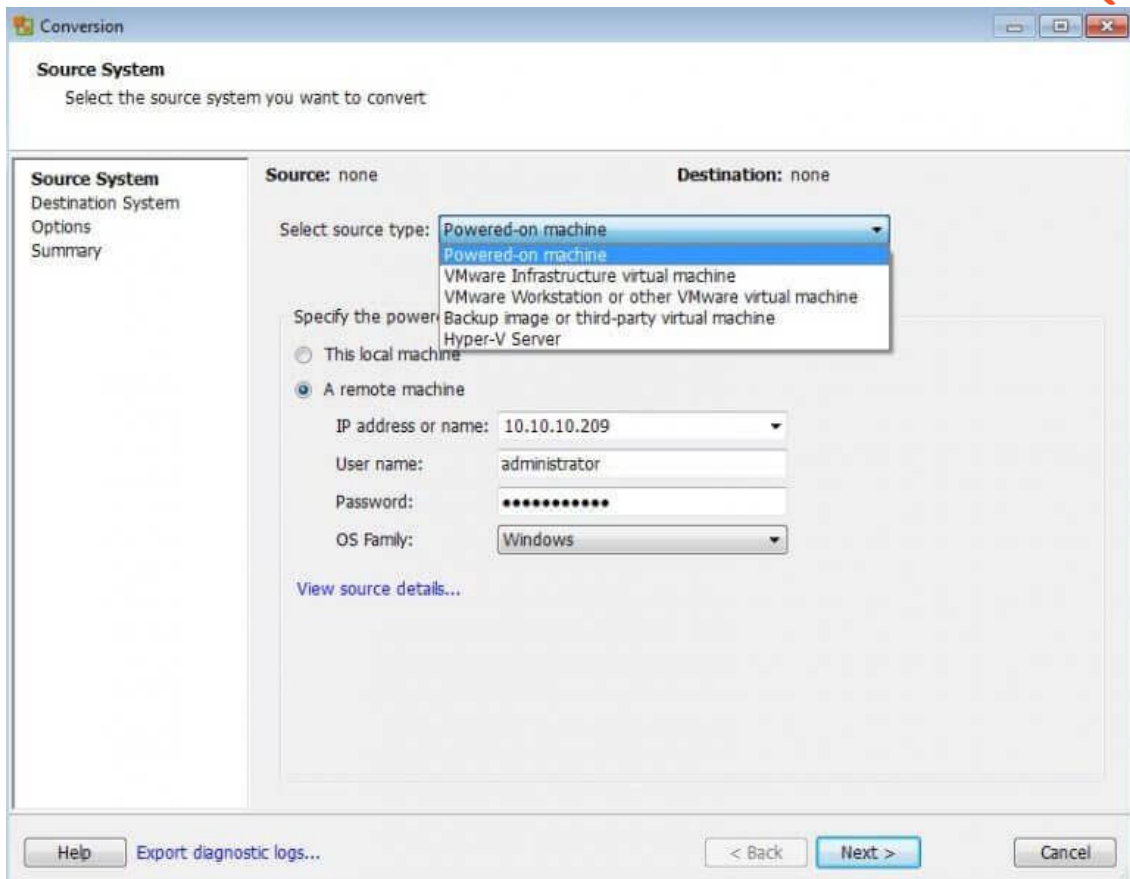 Conversion
Source System
Select the source system you want to convert
Source System
Destination System
Options
Summary
Source: none
Destination: none
Select source type: Powered-on machine
Powered-on machine
VMware Infrastructure virtual machine
VMware Workstation or other VMware virtual machine
Backup image or third-party virtual machine
Hyper-V Server
Specify the power
This local machine
A remote machine
IP address or name: 10.10.10.209
User name: administrator
Password: •••••••••••
OS Family: Windows
View source details...
Help Export diagnostic logs... < Back Next > Cancel